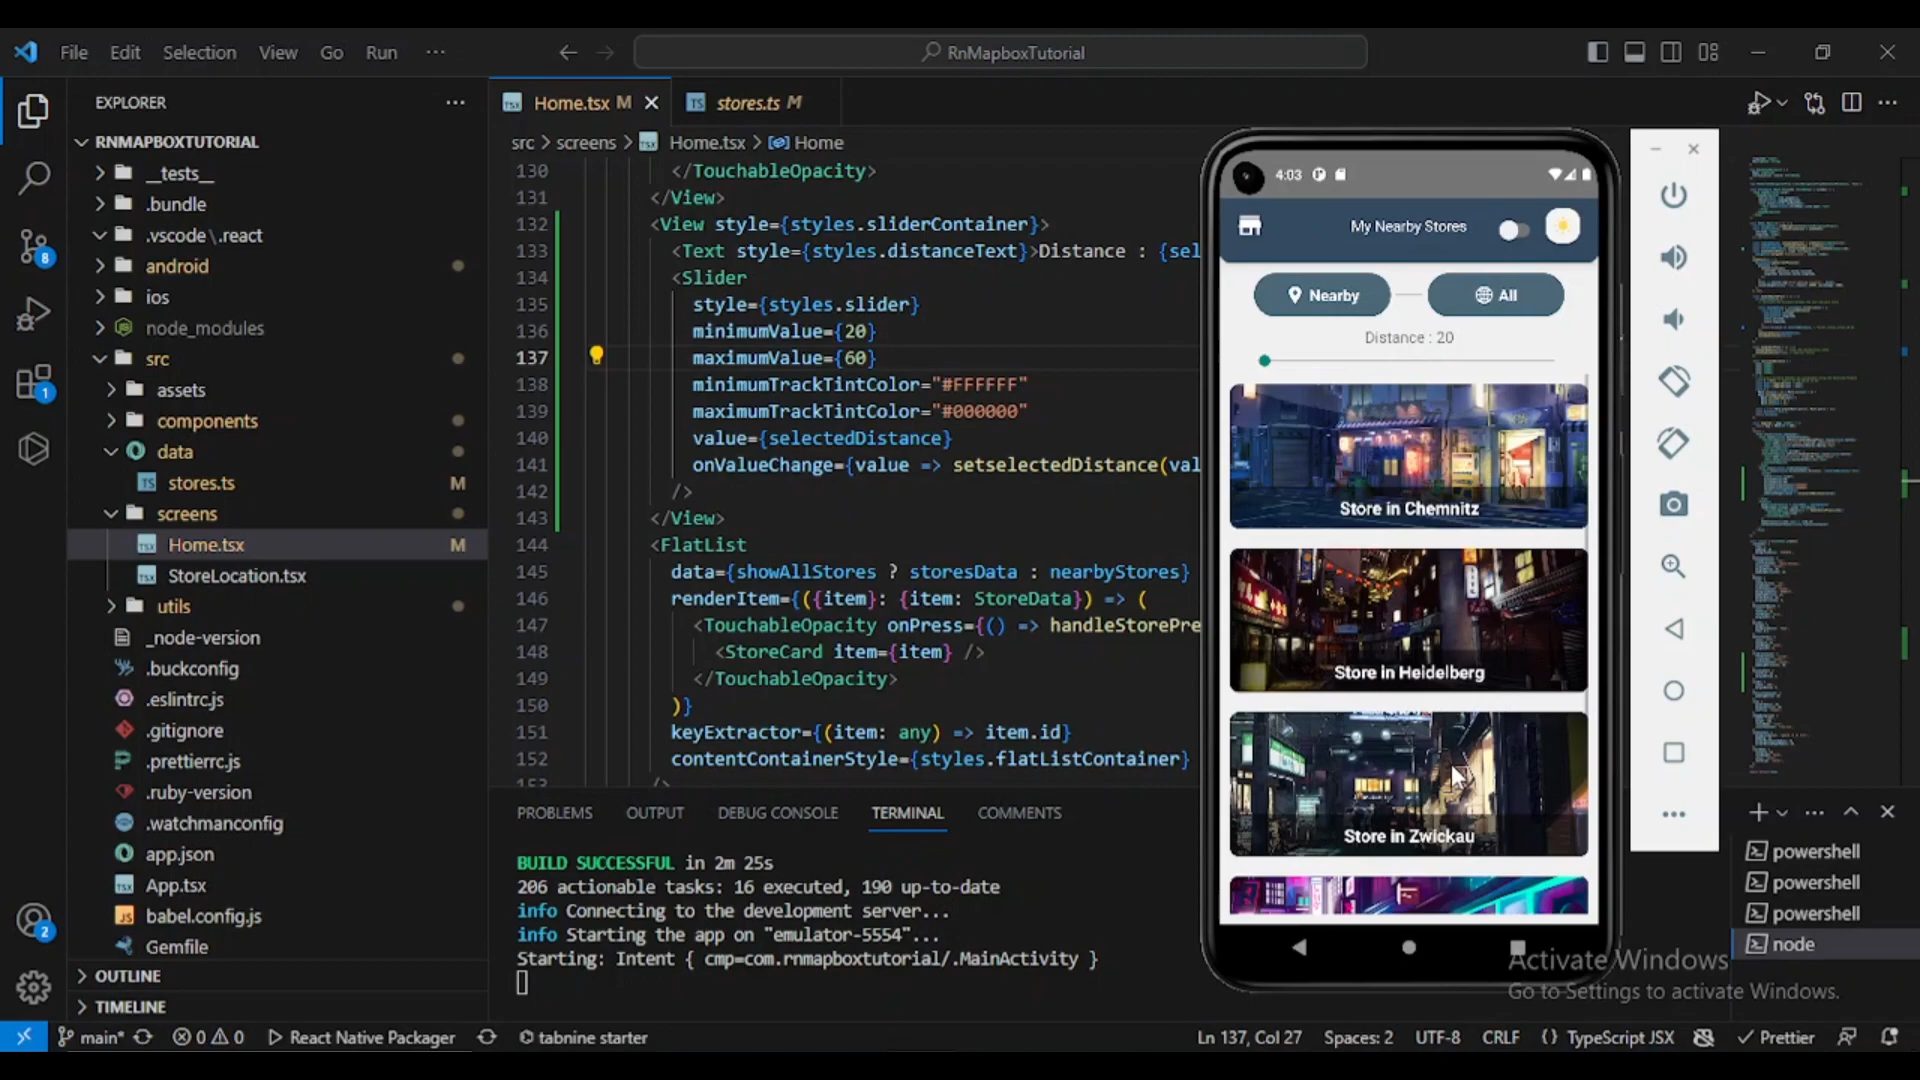 File Edit Selection View Go Run ···
RnMapboxTutorial
EXPLORER
RNMAPBOXTUTORIAL
__tests__
.bundle
.vscode\.react
android
ios
node_modules
src
assets
components
data
stores.ts M
screens
Home.tsx M
StoreLocation.tsx
utils
_node-version
.buckconfig
.eslintrc.js
.gitignore
.prettierrc.js
.ruby-version
.watchmanconfig
app.json
App.tsx
babel.config.js
Gemfile
OUTLINE
TIMELINE
8
1
2
Home.tsx M
TS stores.ts M
src > screens > Home.tsx > Home
130 </TouchableOpacity>
131 </View>
132 <View style={styles.sliderContainer}>
133 <Text style={styles.distanceText}>Distance : {sel
134 <Slider
135 style={styles.slider}
136 minimumValue={20}
137 maximumValue={60}
138 minimumTrackTintColor="#FFFFFF"
139 maximumTrackTintColor="#000000"
140 value={selectedDistance}
141 onValueChange={value => setselectedDistance(val
142 />
143 </View>
144 <FlatList
145 data={showAllStores ? storesData : nearbyStores}
146 renderItem={({item}: {item: StoreData}) => (
147 <TouchableOpacity onPress={() => handleStorePre
148 <StoreCard item={item} />
149 </TouchableOpacity>
150 )}
151 keyExtractor={(item: any) => item.id}
152 contentContainerStyle={styles.flatListContainer}
153 />
PROBLEMS OUTPUT DEBUG CONSOLE TERMINAL COMMENTS
BUILD SUCCESSFUL in 2m 25s
206 actionable tasks: 16 executed, 190 up-to-date
info Connecting to the development server...
info Starting the app on "emulator-5554"...
Starting: Intent { cmp=com.rnmapboxtutorial/.MainActivity }
4:03
My Nearby Stores
Nearby
All
Distance : 20
Store in Chemnitz
Store in Heidelberg
Store in Zwickau
powershell
powershell
powershell
node
Activate Windows
Go to Settings to activate Windows.
main* 0 0 React Native Packager tabnine starter
Ln 137, Col 27 Spaces: 2 UTF-8 CRLF {} TypeScript JSX Prettier